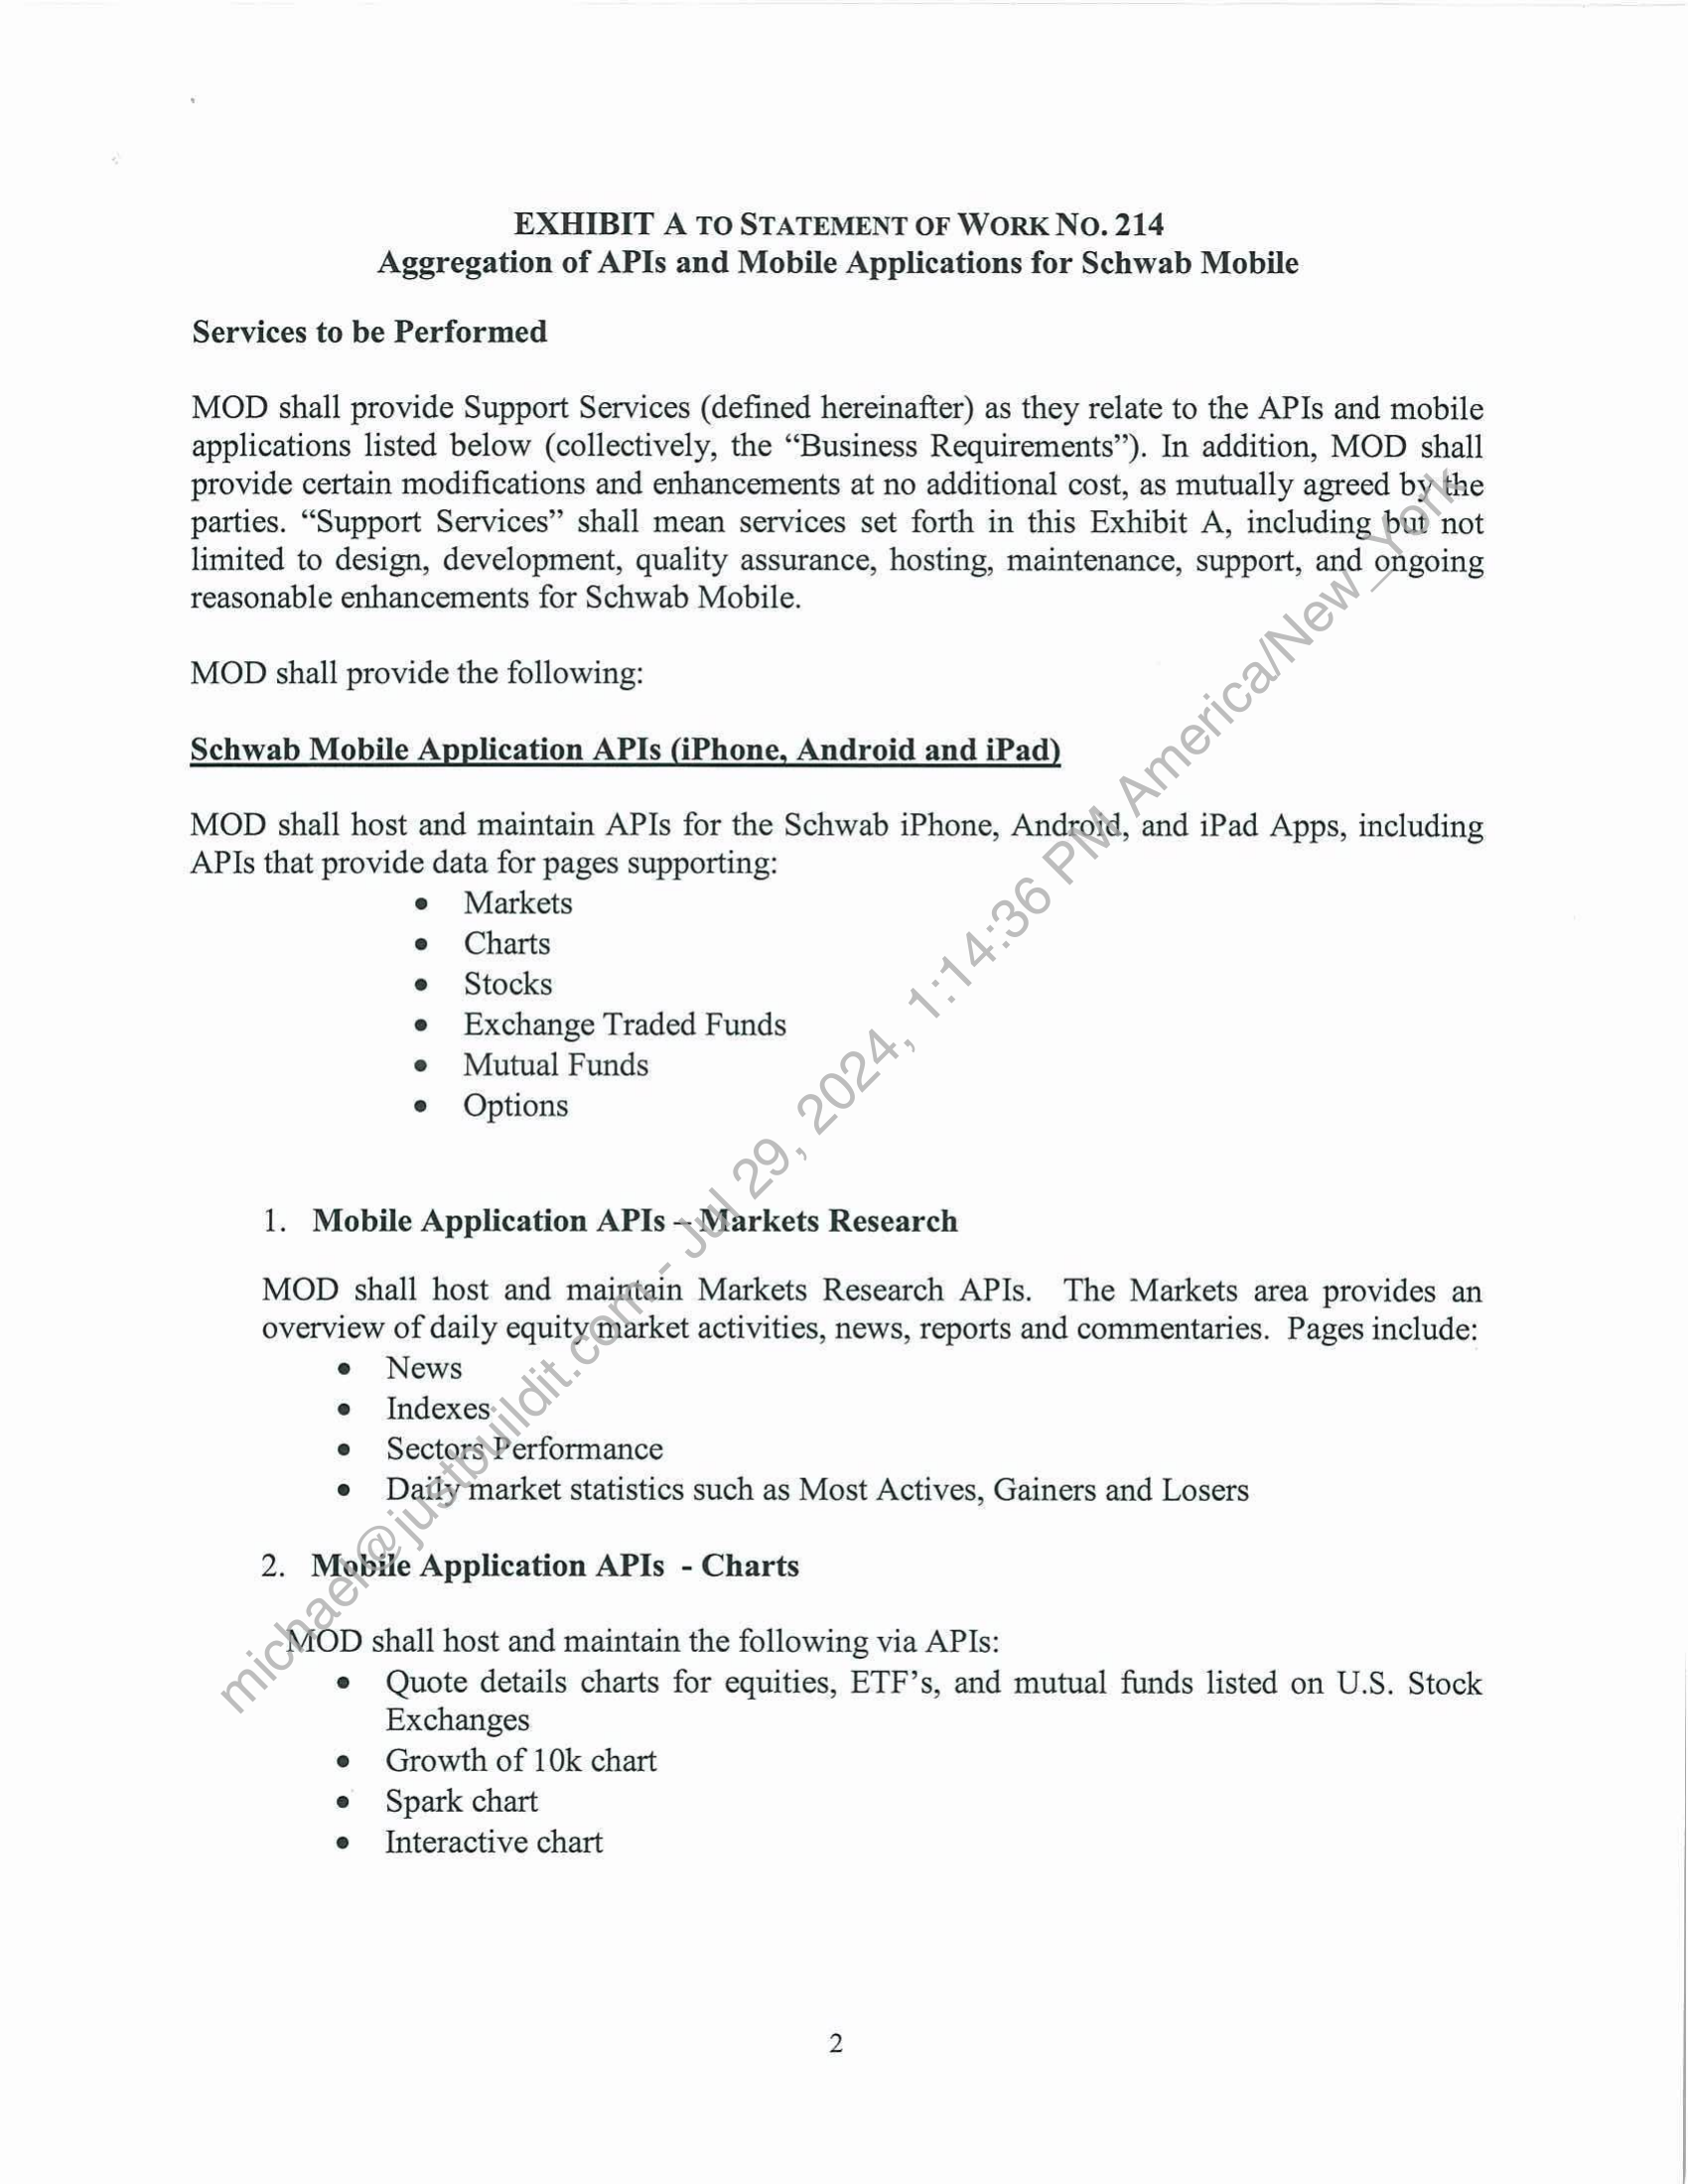 EXHIBIT A TO STATEMENT OF WORK NO. 214
Aggregation of APIs and Mobile Applications for Schwab Mobile
Services to be Performed
MOD shall provide Support Services (defined hereinafter) as they relate to the APIs and mobile
applications listed below (collectively, the “Business Requirements”). In addition, MOD shall
provide certain modifications and enhancements at no additional cost, as mutually agreed by the
parties. “Support Services” shall mean services set forth in this Exhibit A, including but not
limited to design, development, quality assurance, hosting, maintenance, support, and ongoing
reasonable enhancements for Schwab Mobile.
MOD shall provide the following:
Schwab Mobile Application APIs (iPhone, Android and iPad)
MOD shall host and maintain APIs for the Schwab iPhone, Android, and iPad Apps, including
APIs that provide data for pages supporting:
• Markets
• Charts
• Stocks
• Exchange Traded Funds
• Mutual Funds
• Options
1. Mobile Application APIs – Markets Research
MOD shall host and maintain Markets Research APIs. The Markets area provides an
overview of daily equity market activities, news, reports and commentaries. Pages include:
• News
• Indexes
• Sectors Performance
• Daily market statistics such as Most Actives, Gainers and Losers
2. Mobile Application APIs - Charts
MOD shall host and maintain the following via APIs:
• Quote details charts for equities, ETF’s, and mutual funds listed on U.S. Stock
Exchanges
• Growth of 10k chart
• Spark chart
• Interactive chart
2
michael@justbuildit.com - Jul 29, 2024, 1:14:36 PM America/New_York